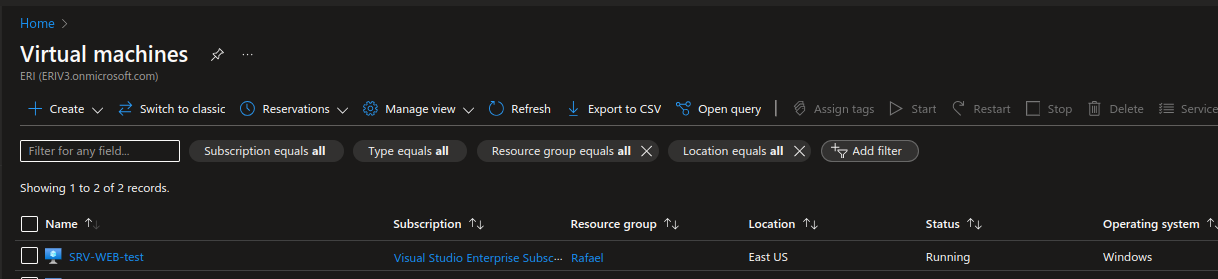 Home
Virtual machines
ERI (ERIV3.onmicrosoft.com)
Create Switch to classic Reservations Manage view Refresh Export to CSV Open query Assign tags Start Restart Stop Delete Service
Filter for any field... Subscription equals all Type equals all Resource group equals all Location equals all Add filter
Showing 1 to 2 of 2 records.
Name Subscription Resource group Location Status Operating system
SRV-WEB-test Visual Studio Enterprise Subsc... Rafael East US Running Windows